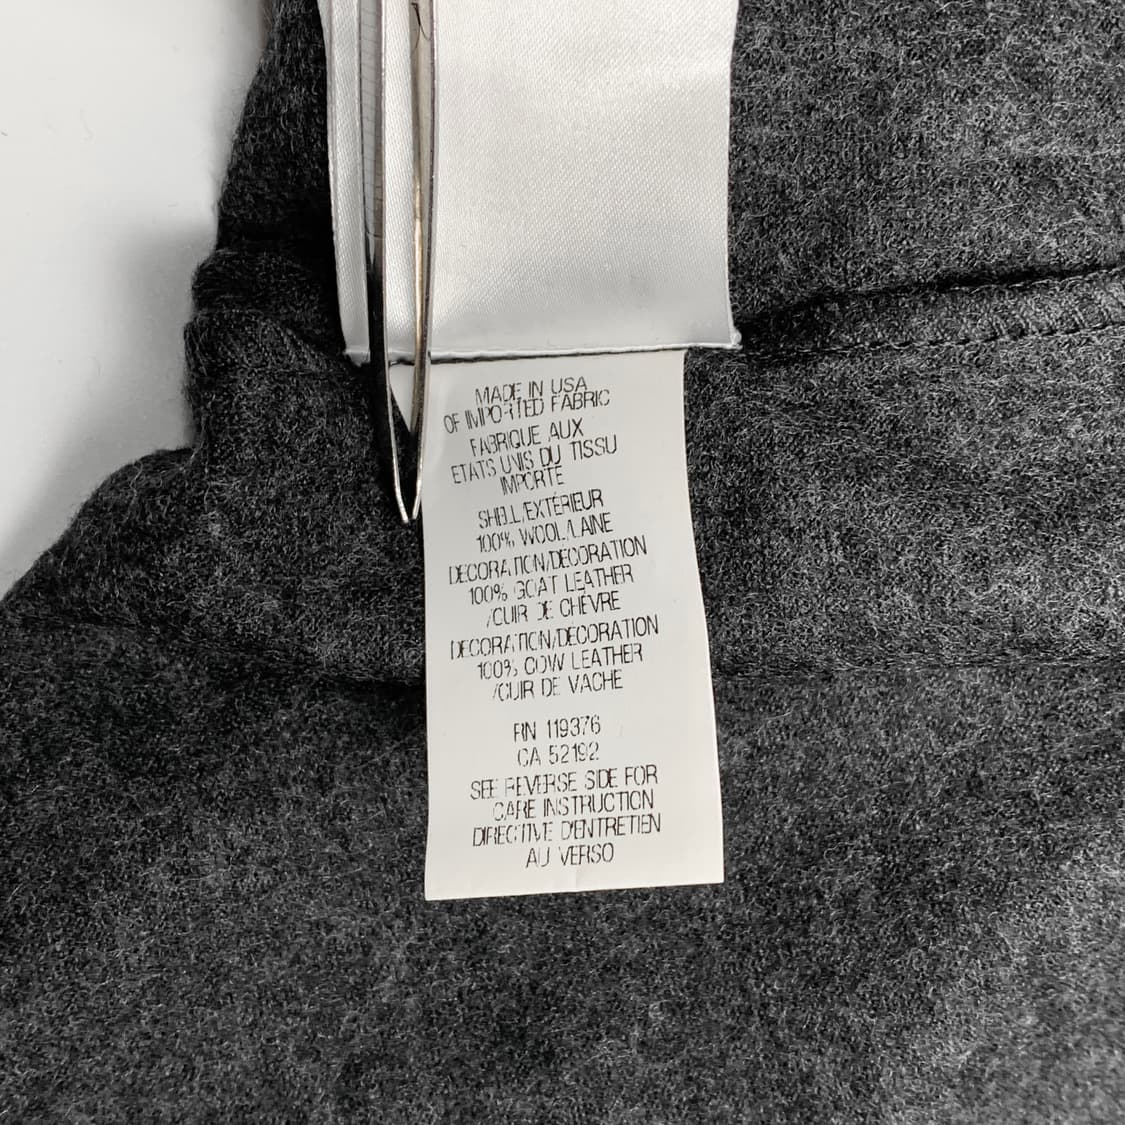 MADE IN USA
OF IMPORTED FABRIC
FABRIQUE AUX
ETATS UNIS DU TISSU
IMPORTE
SHELL/EXTÉRIEUR
100% WOOL/LAINE
DECORATION/DECORATION
100% GOAT LEATHER
/CUIR DE CHÈVRE
DECORATION/DECORATION
100% COW LEATHER
/CUIR DE VACHE
RN 119376
CA 52192
SEE REVERSE SIDE FOR
CARE INSTRUCTION
DIRECTIVE D'ENTRETIEN
AU VERSO